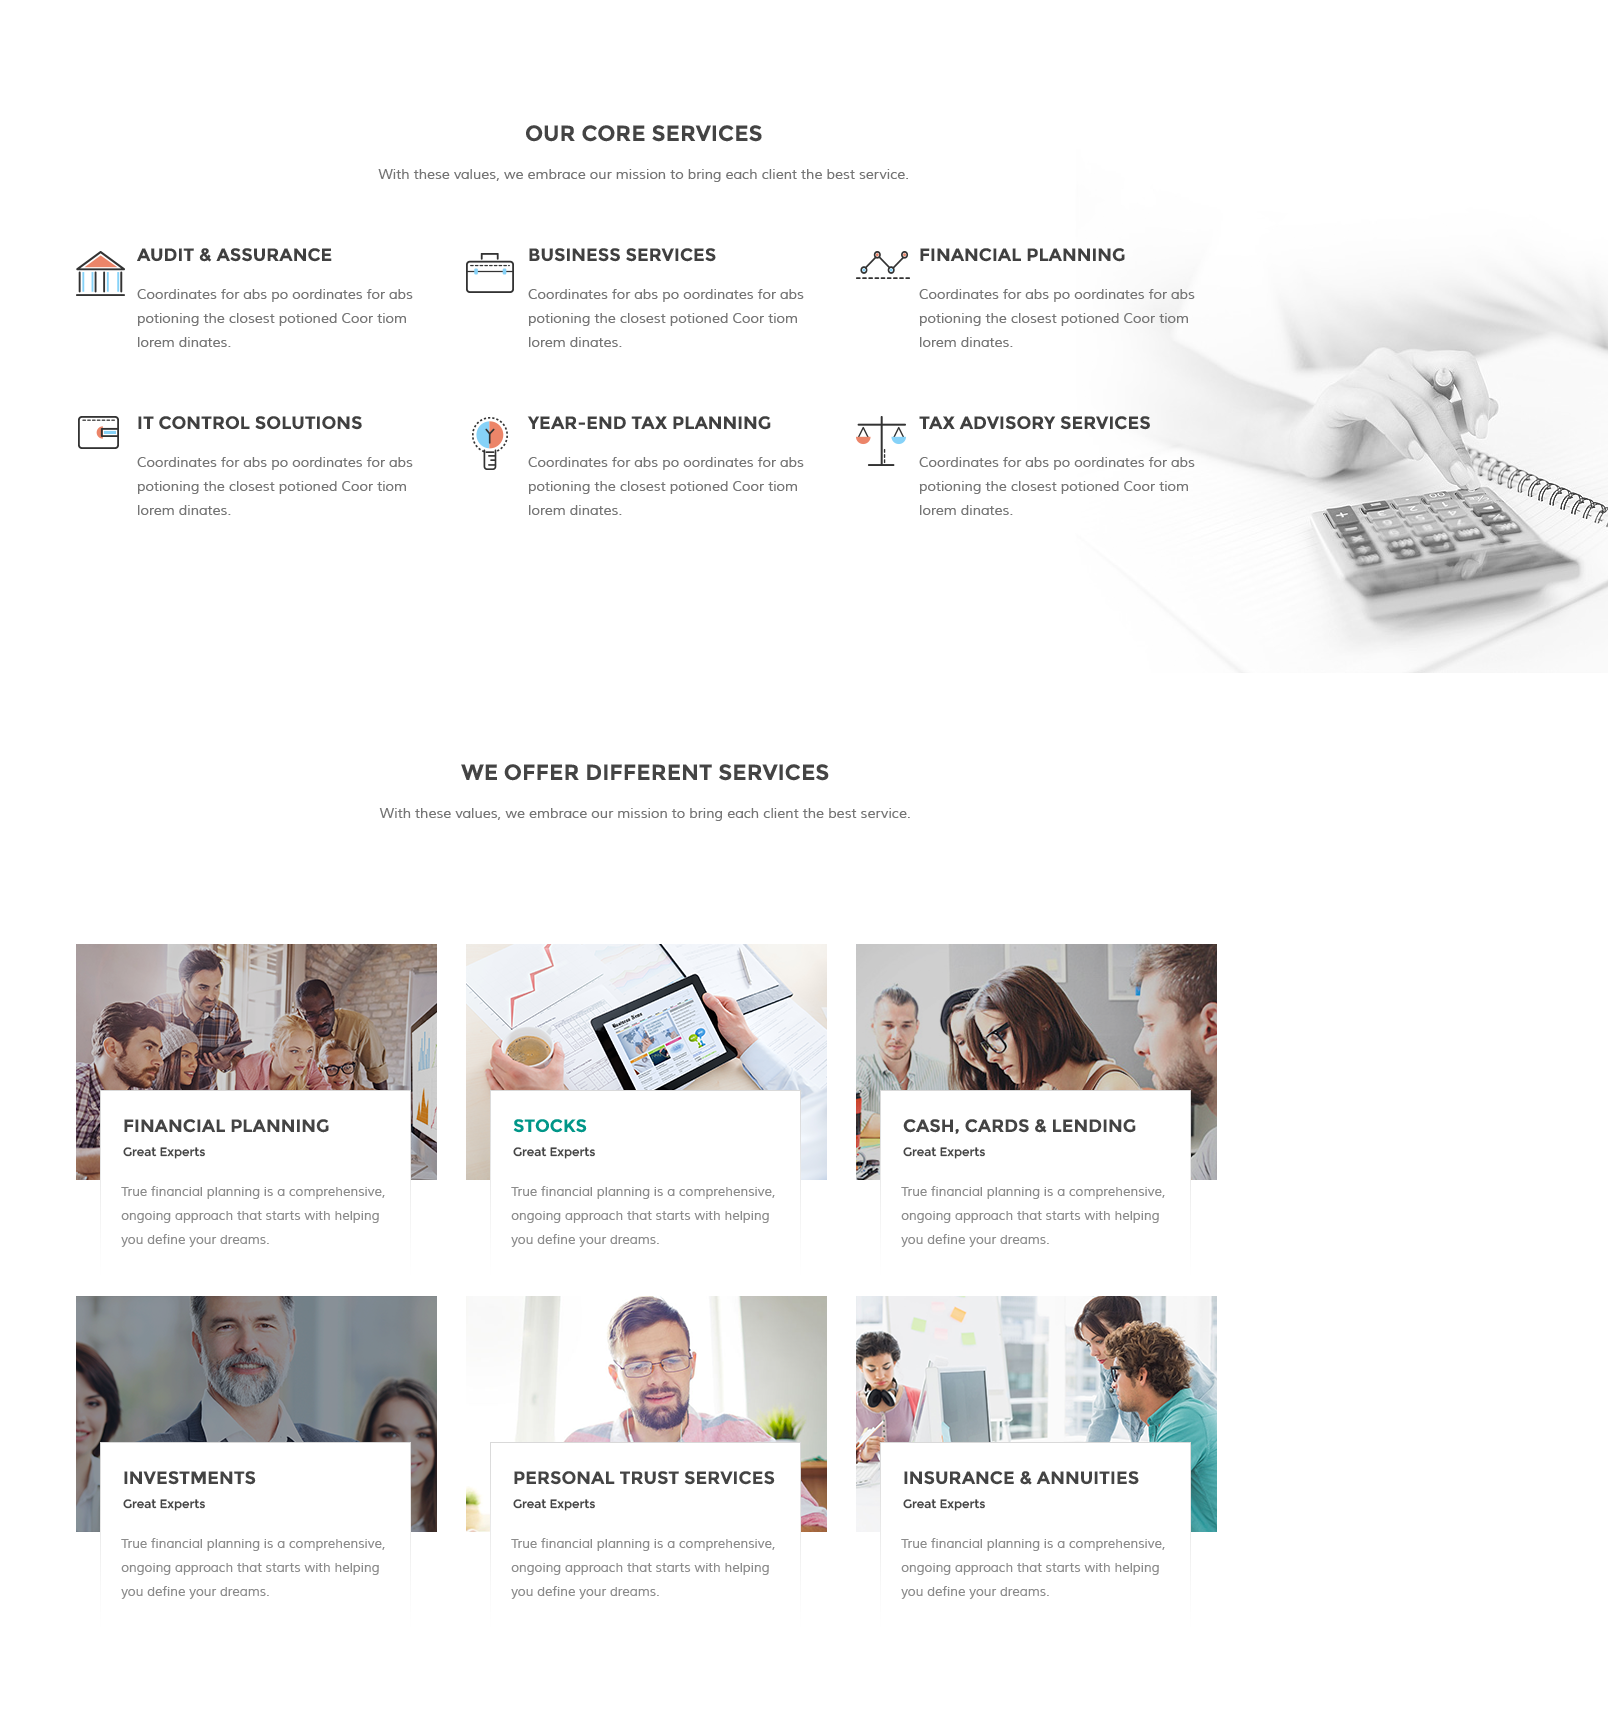 OUR CORE SERVICES
With these values, we embrace our mission to bring each client the best service.
AUDIT & ASSURANCE
Coordinates for abs po oordinates for abs
potioning the closest potioned Coor tiom
lorem dinates.
BUSINESS SERVICES
Coordinates for abs po oordinates for abs
potioning the closest potioned Coor tiom
lorem dinates.
FINANCIAL PLANNING
Coordinates for abs po oordinates for abs
potioning the closest potioned Coor tiom
lorem dinates.
IT CONTROL SOLUTIONS
Coordinates for abs po oordinates for abs
potioning the closest potioned Coor tiom
lorem dinates.
YEAR-END TAX PLANNING
Coordinates for abs po oordinates for abs
potioning the closest potioned Coor tiom
lorem dinates.
TAX ADVISORY SERVICES
Coordinates for abs po oordinates for abs
potioning the closest potioned Coor tiom
lorem dinates.
WE OFFER DIFFERENT SERVICES
With these values, we embrace our mission to bring each client the best service.
Business News
FINANCIAL PLANNING
Great Experts
True financial planning is a comprehensive,
ongoing approach that starts with helping
you define your dreams.
STOCKS
Great Experts
True financial planning is a comprehensive,
ongoing approach that starts with helping
you define your dreams.
CASH, CARDS & LENDING
Great Experts
True financial planning is a comprehensive,
ongoing approach that starts with helping
you define your dreams.
INVESTMENTS
Great Experts
True financial planning is a comprehensive,
ongoing approach that starts with helping
you define your dreams.
PERSONAL TRUST SERVICES
Great Experts
True financial planning is a comprehensive,
ongoing approach that starts with helping
you define your dreams.
INSURANCE & ANNUITIES
Great Experts
True financial planning is a comprehensive,
ongoing approach that starts with helping
you define your dreams.